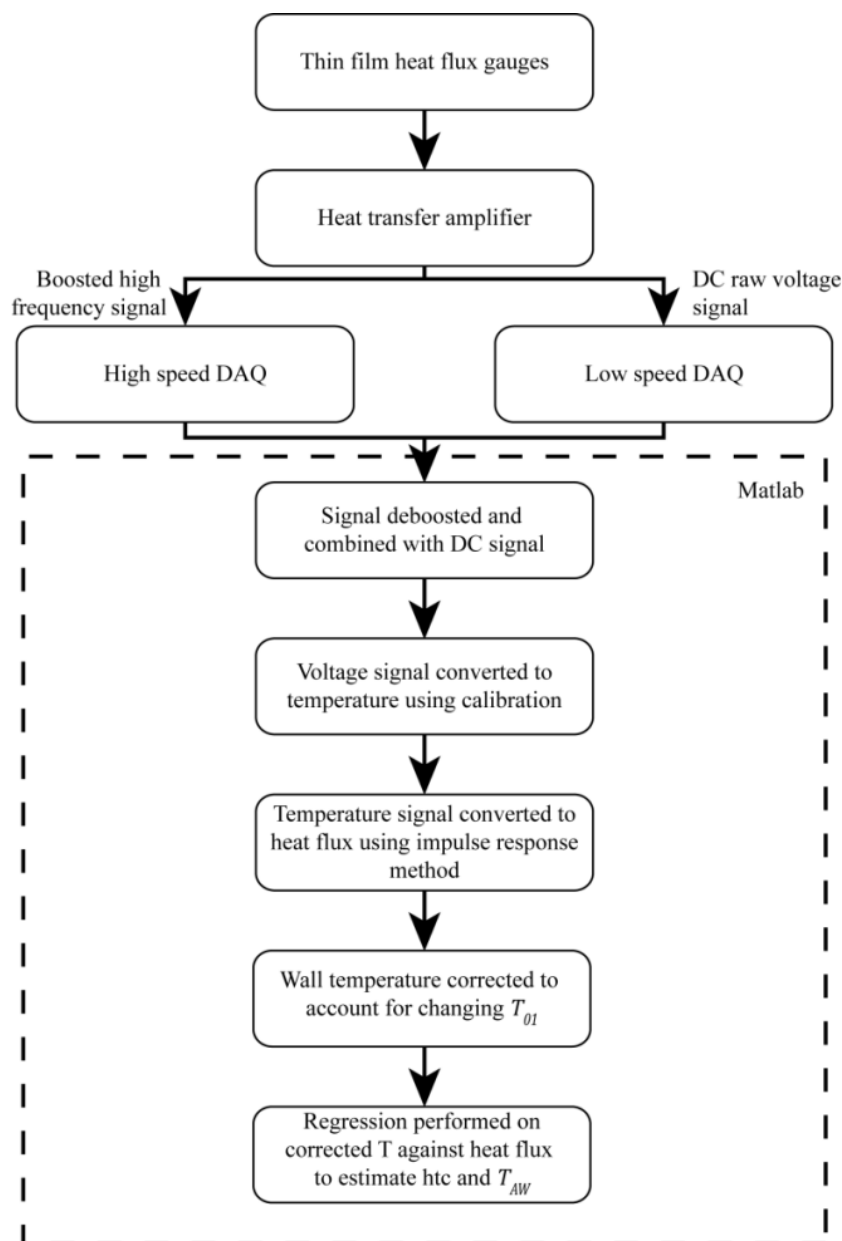 Thin film heat flux gauges
Heat transfer amplifier
Boosted high
frequency signal
DC raw voltage
signal
High speed DAQ
Low speed DAQ
Matlab
Signal deboosted and
combined with DC signal
Voltage signal converted to
temperature using calibration
Temperature signal converted to
heat flux using impulse response
method
Wall temperature corrected to
account for changing T₀₁
Regression performed on
corrected T against heat flux
to estimate htc and T_AW